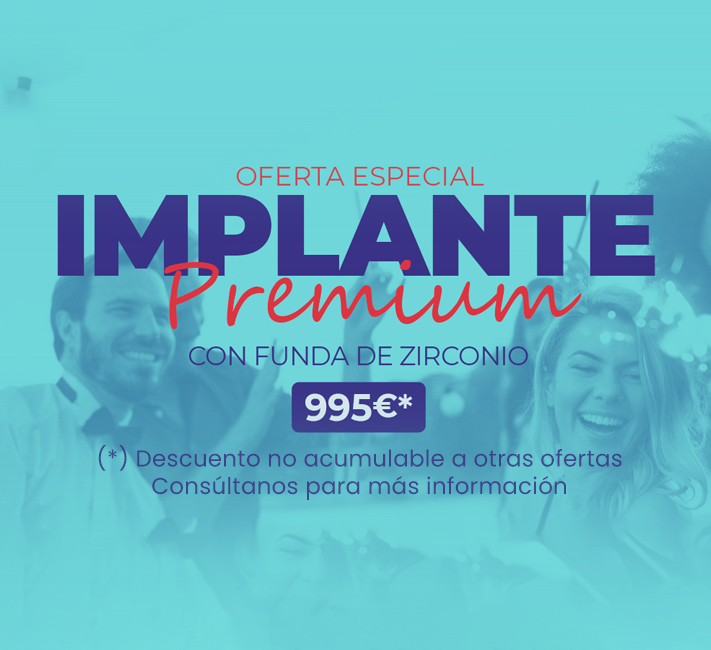 OFERTA ESPECIAL
IMPLANTE
Premium
CON FUNDA DE ZIRCONIO
995€*
(*) Descuento no acumulable a otras ofertas
Consúltanos para más información